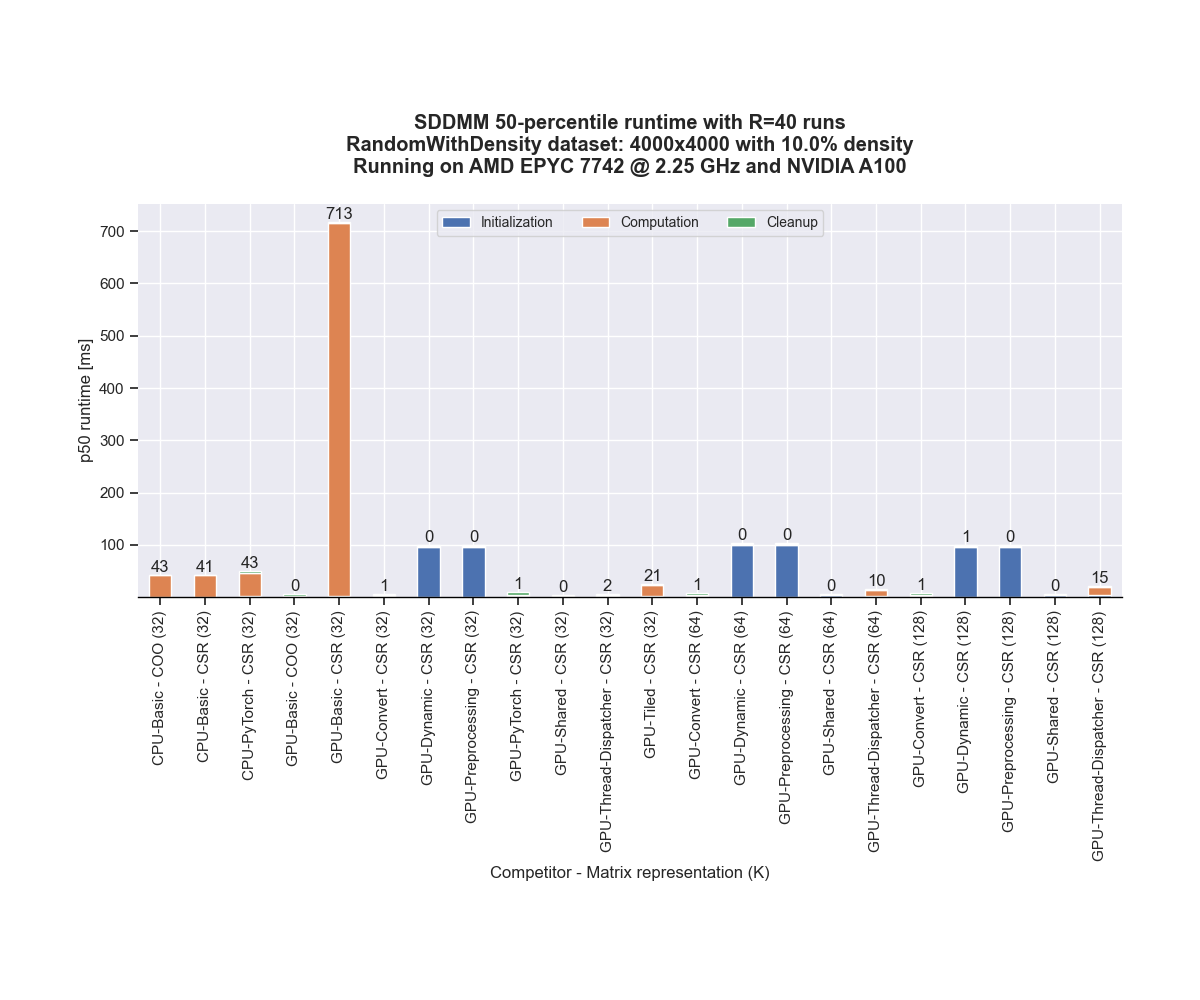 SDDMM 50-percentile runtime with R=40 runs
RandomWithDensity dataset: 4000x4000 with 10.0% density
Running on AMD EPYC 7742 @ 2.25 GHz and NVIDIA A100
Initialization Computation Cleanup
p50 runtime [ms]
700
600
500
400
300
200
100
43 41 43 0 713 1 0 0 1 0 2 21 1 0 0 0 10 1 1 0 0 15
CPU-Basic - COO (32)
CPU-Basic - CSR (32)
CPU-PyTorch - CSR (32)
GPU-Basic - COO (32)
GPU-Basic - CSR (32)
GPU-Convert - CSR (32)
GPU-Dynamic - CSR (32)
GPU-Preprocessing - CSR (32)
GPU-PyTorch - CSR (32)
GPU-Shared - CSR (32)
GPU-Thread-Dispatcher - CSR (32)
GPU-Tiled - CSR (32)
GPU-Convert - CSR (64)
GPU-Dynamic - CSR (64)
GPU-Preprocessing - CSR (64)
GPU-Shared - CSR (64)
GPU-Thread-Dispatcher - CSR (64)
GPU-Convert - CSR (128)
GPU-Dynamic - CSR (128)
GPU-Preprocessing - CSR (128)
GPU-Shared - CSR (128)
GPU-Thread-Dispatcher - CSR (128)
Competitor - Matrix representation (K)